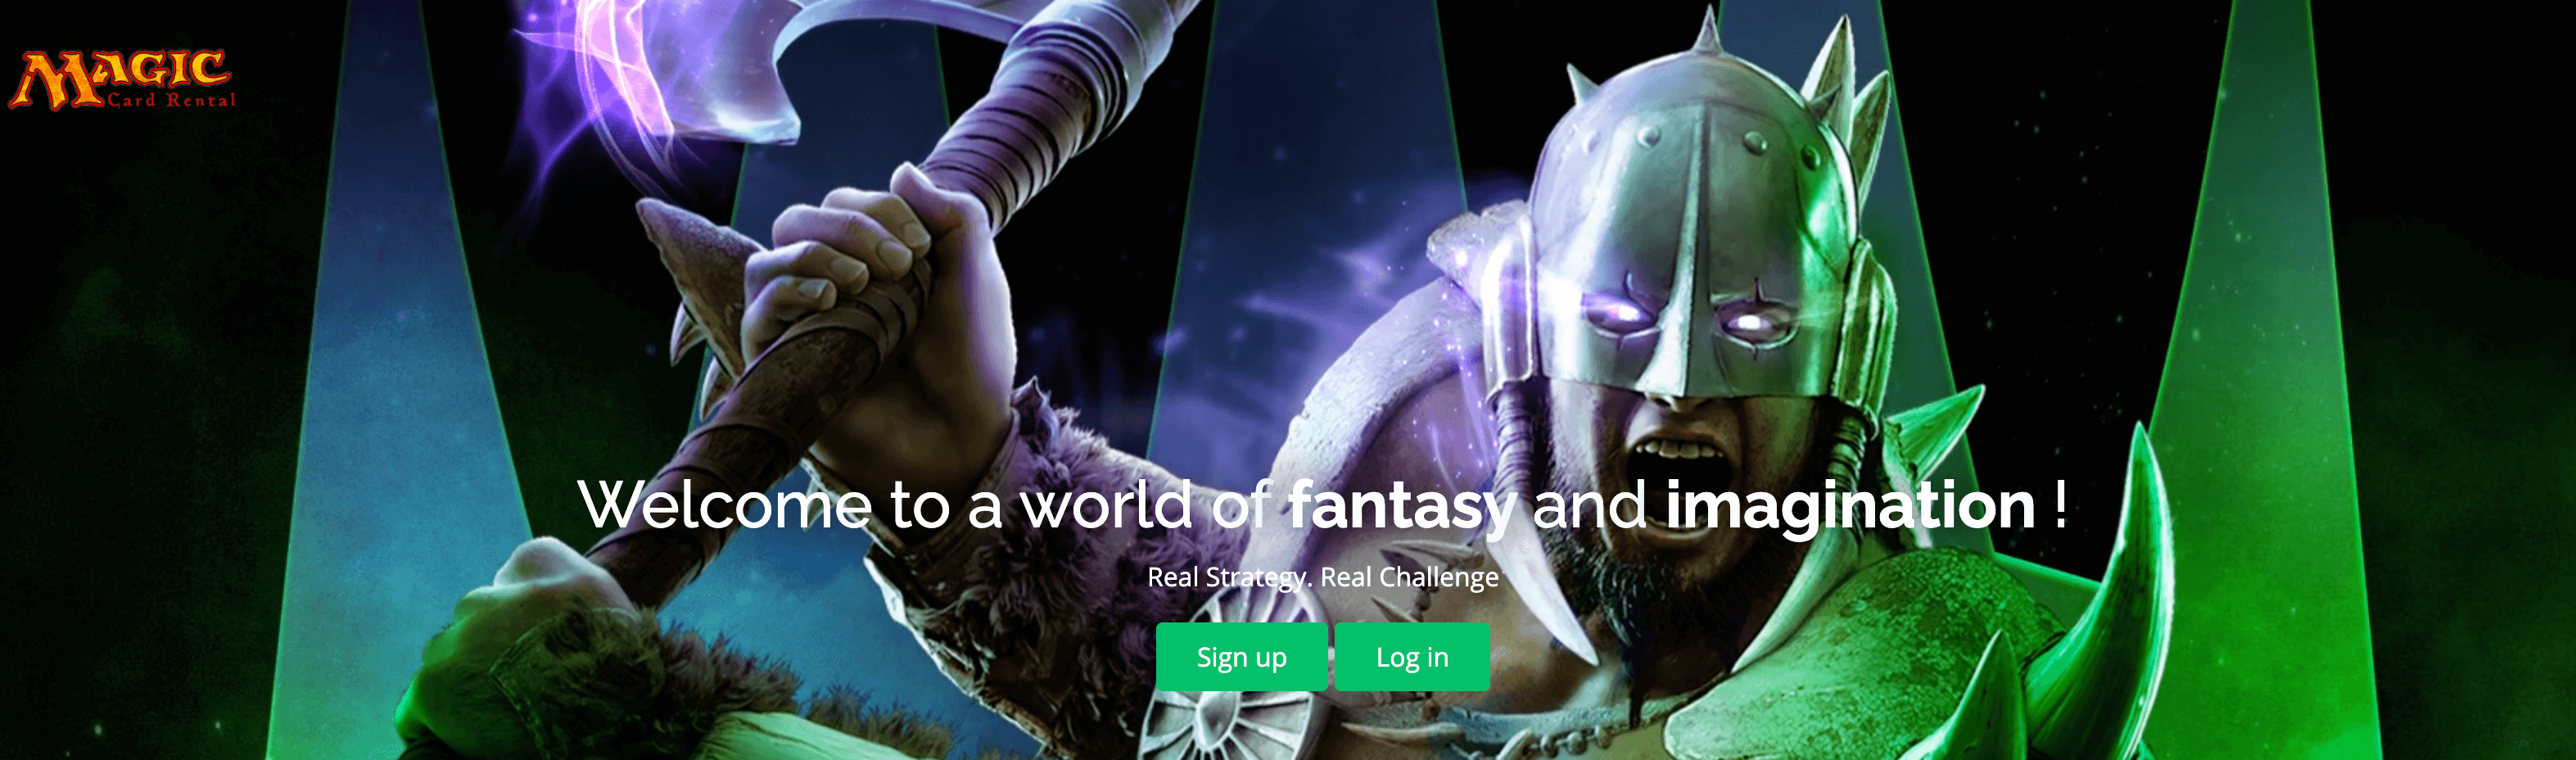 MAGIC
Card Rental
Welcome to a world of fantasy and imagination !
Real Strategy. Real Challenge
Sign up
Log in